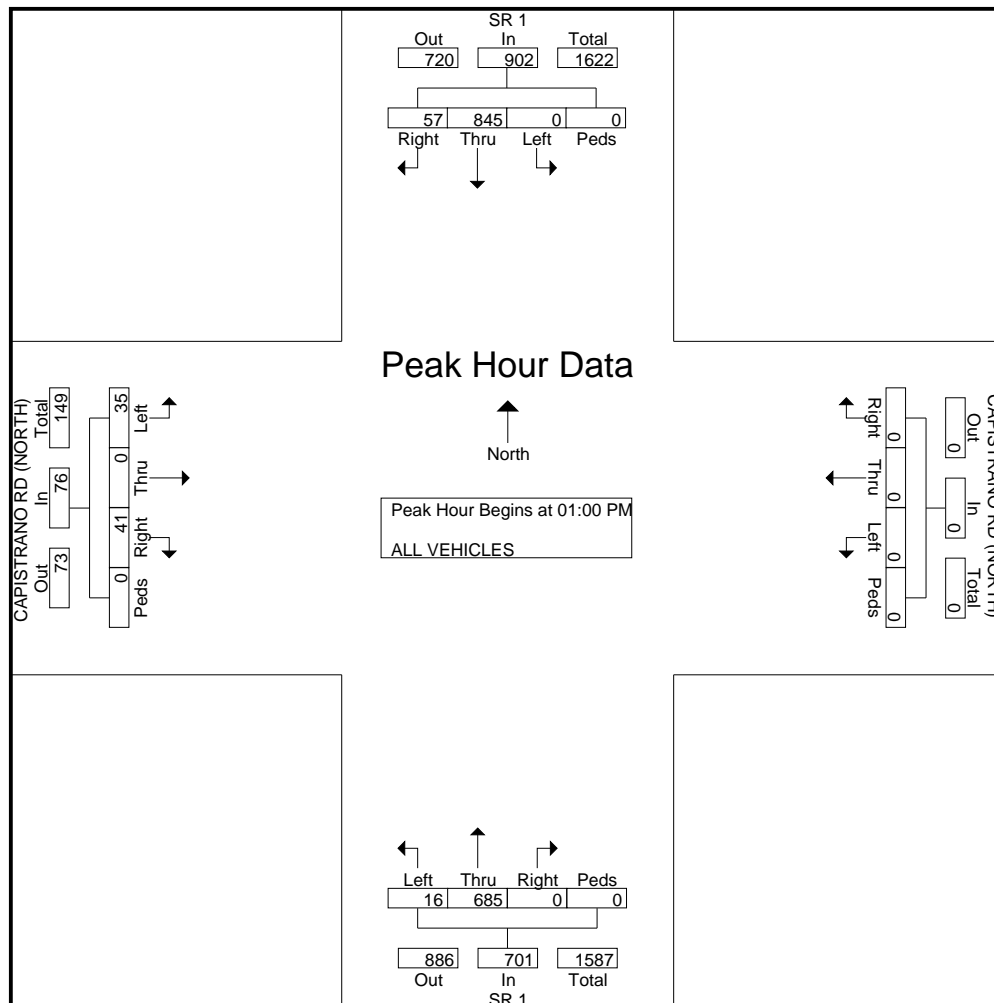 SR 1
Out In Total
720 902 1622
57 845 0 0
Right Thru Left Peds
Peak Hour Data
North
Peak Hour Begins at 01:00 PM
ALL VEHICLES
CAPISTRANO RD (NORTH)
Out In Total
73 76 149
35 0 41 0
Left Thru Right Peds
CAPISTRANO RD (NORTH)
Out In Total
0 0 0
0 0 0 0
Right Thru Left Peds
Left Thru Right Peds
16 685 0 0
886 701 1587
Out In Total
SR 1